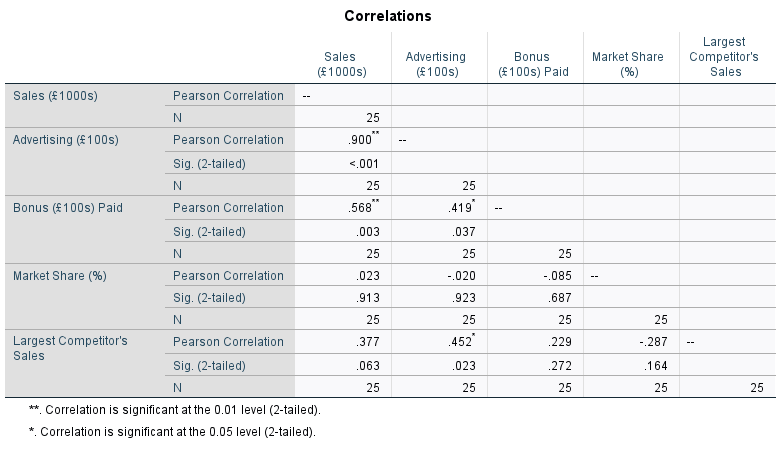 Correlations
Largest
Sales Advertising Bonus Market Share Competitor's
(£1000s) (£100s) (£100s) Paid (%) Sales
Sales (£1000s) Pearson Correlation --
N 25
Advertising (£100s) Pearson Correlation .900** --
Sig. (2-tailed) <.001
N 25 25
Bonus (£100s) Paid Pearson Correlation .568** .419* --
Sig. (2-tailed) .003 .037
N 25 25 25
Market Share (%) Pearson Correlation .023 -.020 -.085 --
Sig. (2-tailed) .913 .923 .687
N 25 25 25 25
Largest Competitor's Pearson Correlation .377 .452* .229 -.287 --
Sales Sig. (2-tailed) .063 .023 .272 .164
N 25 25 25 25 25
**. Correlation is significant at the 0.01 level (2-tailed).
*. Correlation is significant at the 0.05 level (2-tailed).